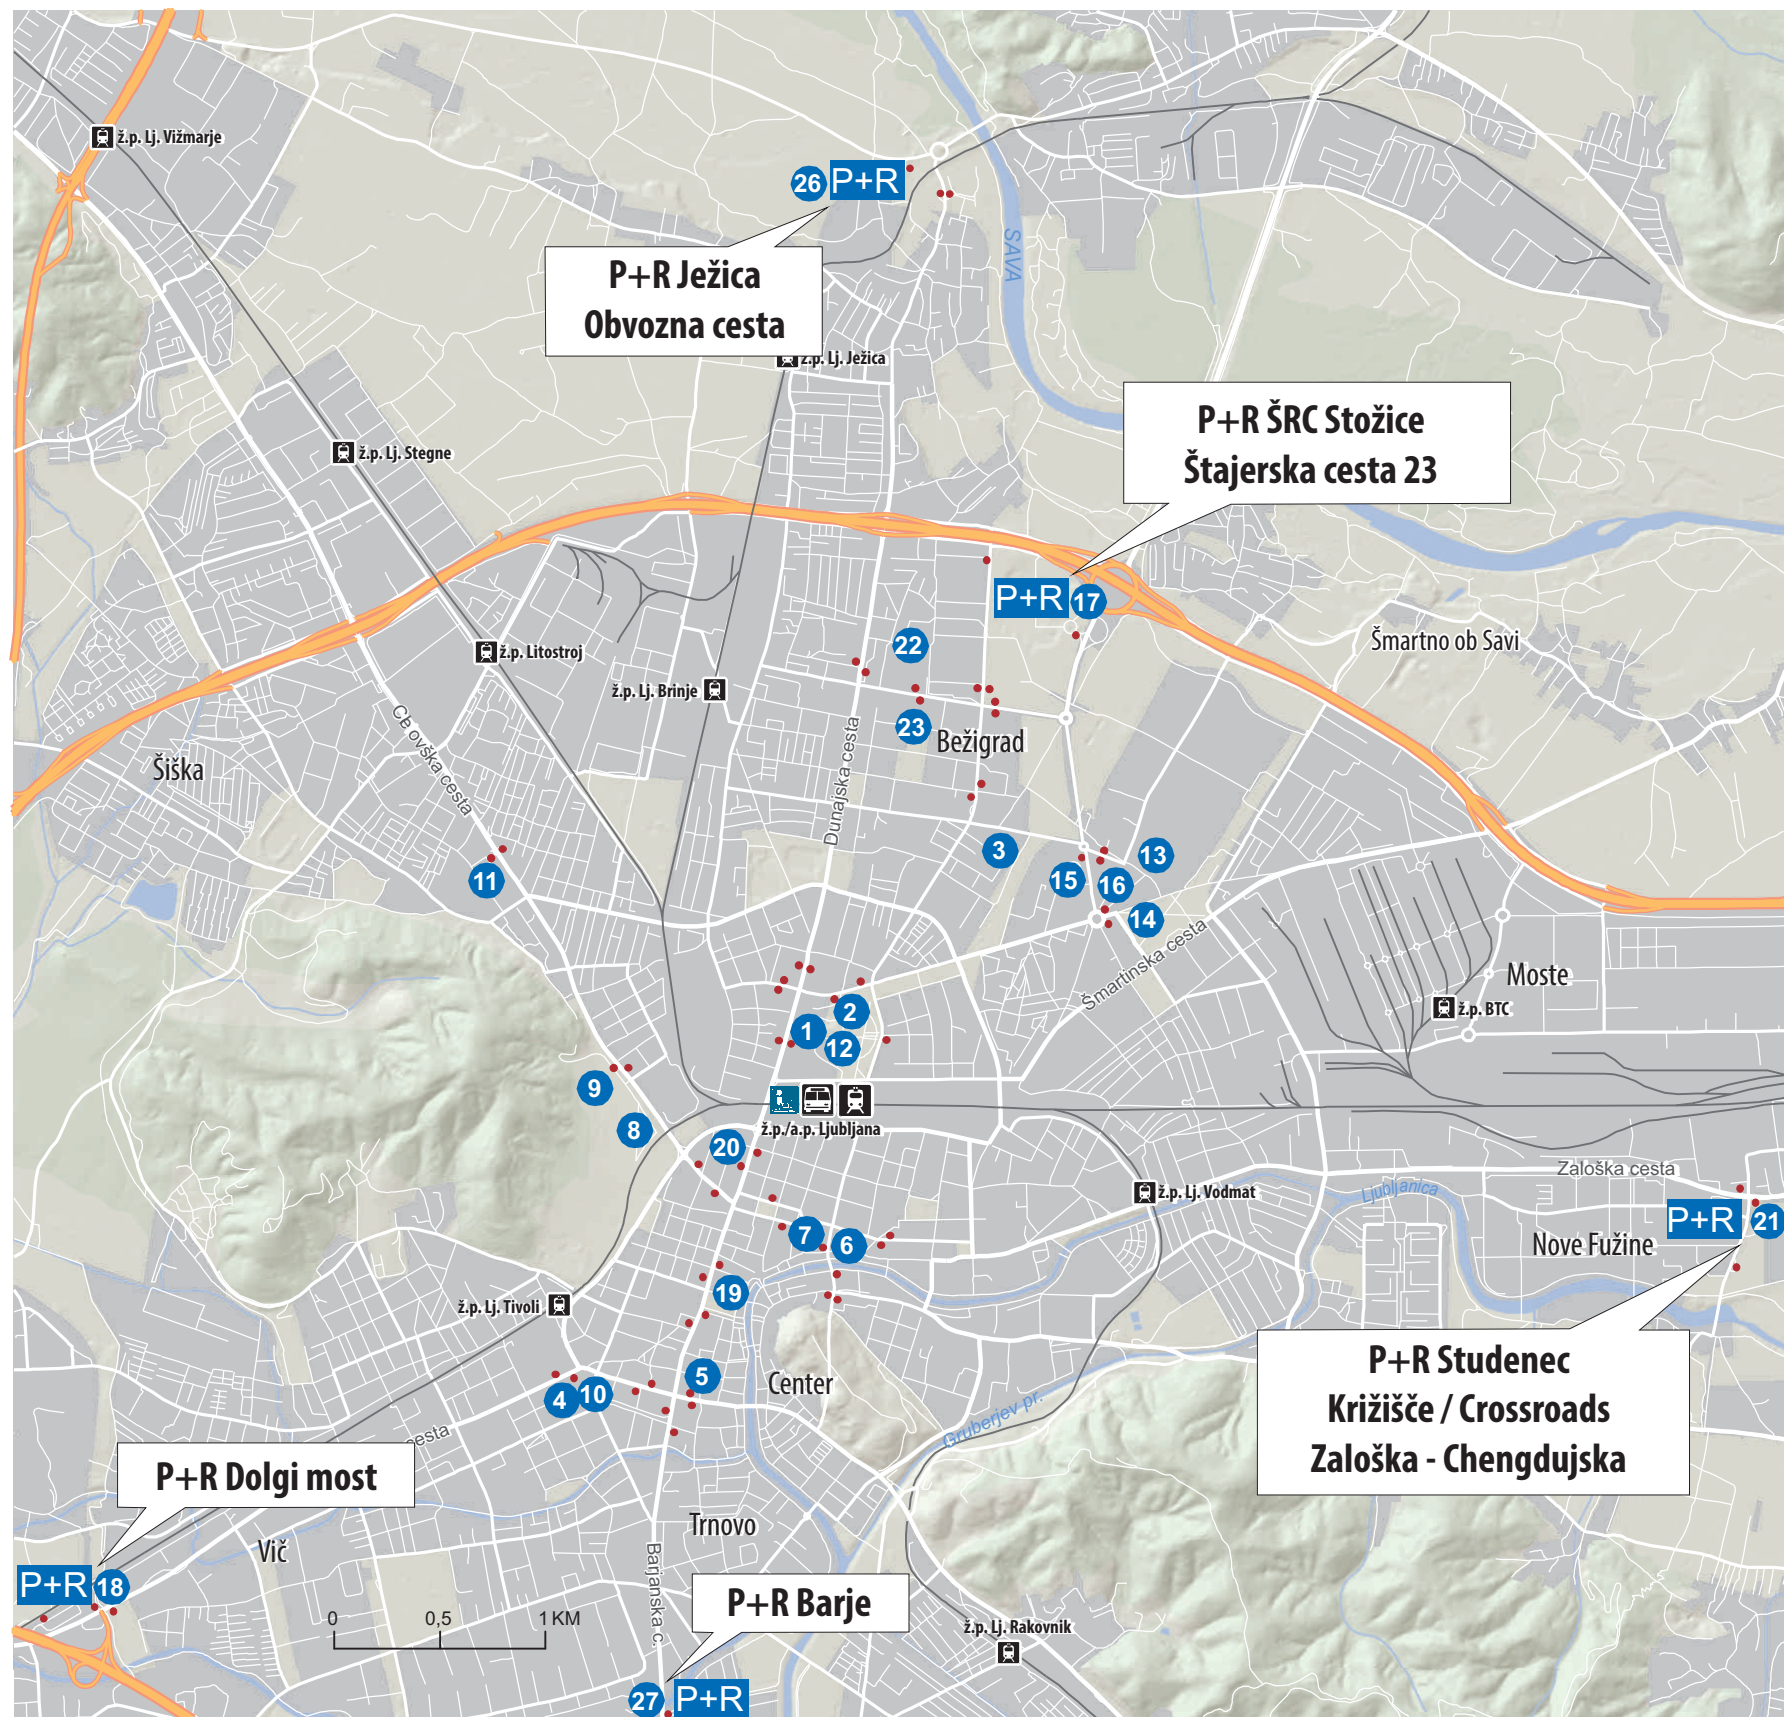 ž.p. Lj. Vižmarje
26 P+R
SAVA
P+R Ježica
Obvozna cesta
ž.p. Lj. Ježica
P+R ŠRC Stožice
Štajerska cesta 23
ž.p. Lj. Stegne
P+R 17
22
Šmartno ob Savi
ž.p. Litostroj
ž.p. Lj. Brinje
23
Bežigrad
Šiška
Ce ovška cesta
Dunajska cesta
3
13
11
15
16
14
Šmartinska cesta
Moste
ž.p. BTC
2
1
12
9
8
ž.p./a.p. Ljubljana
20
Zaloška cesta
Ljubljanica
ž.p. Lj. Vodmat
P+R 21
Nove Fužine
7
6
19
ž.p. Lj. Tivoli
5
Center
4
10
P+R Studenec
Križišče / Crossroads
Zaloška - Chengdujska
Gruberjev pr.
esta
P+R Dolgi most
Trnovo
Vič
Barjanska c.
P+R 18
P+R Barje
0 0,5 1 KM
ž.p. Lj. Rakovnik
27 P+R